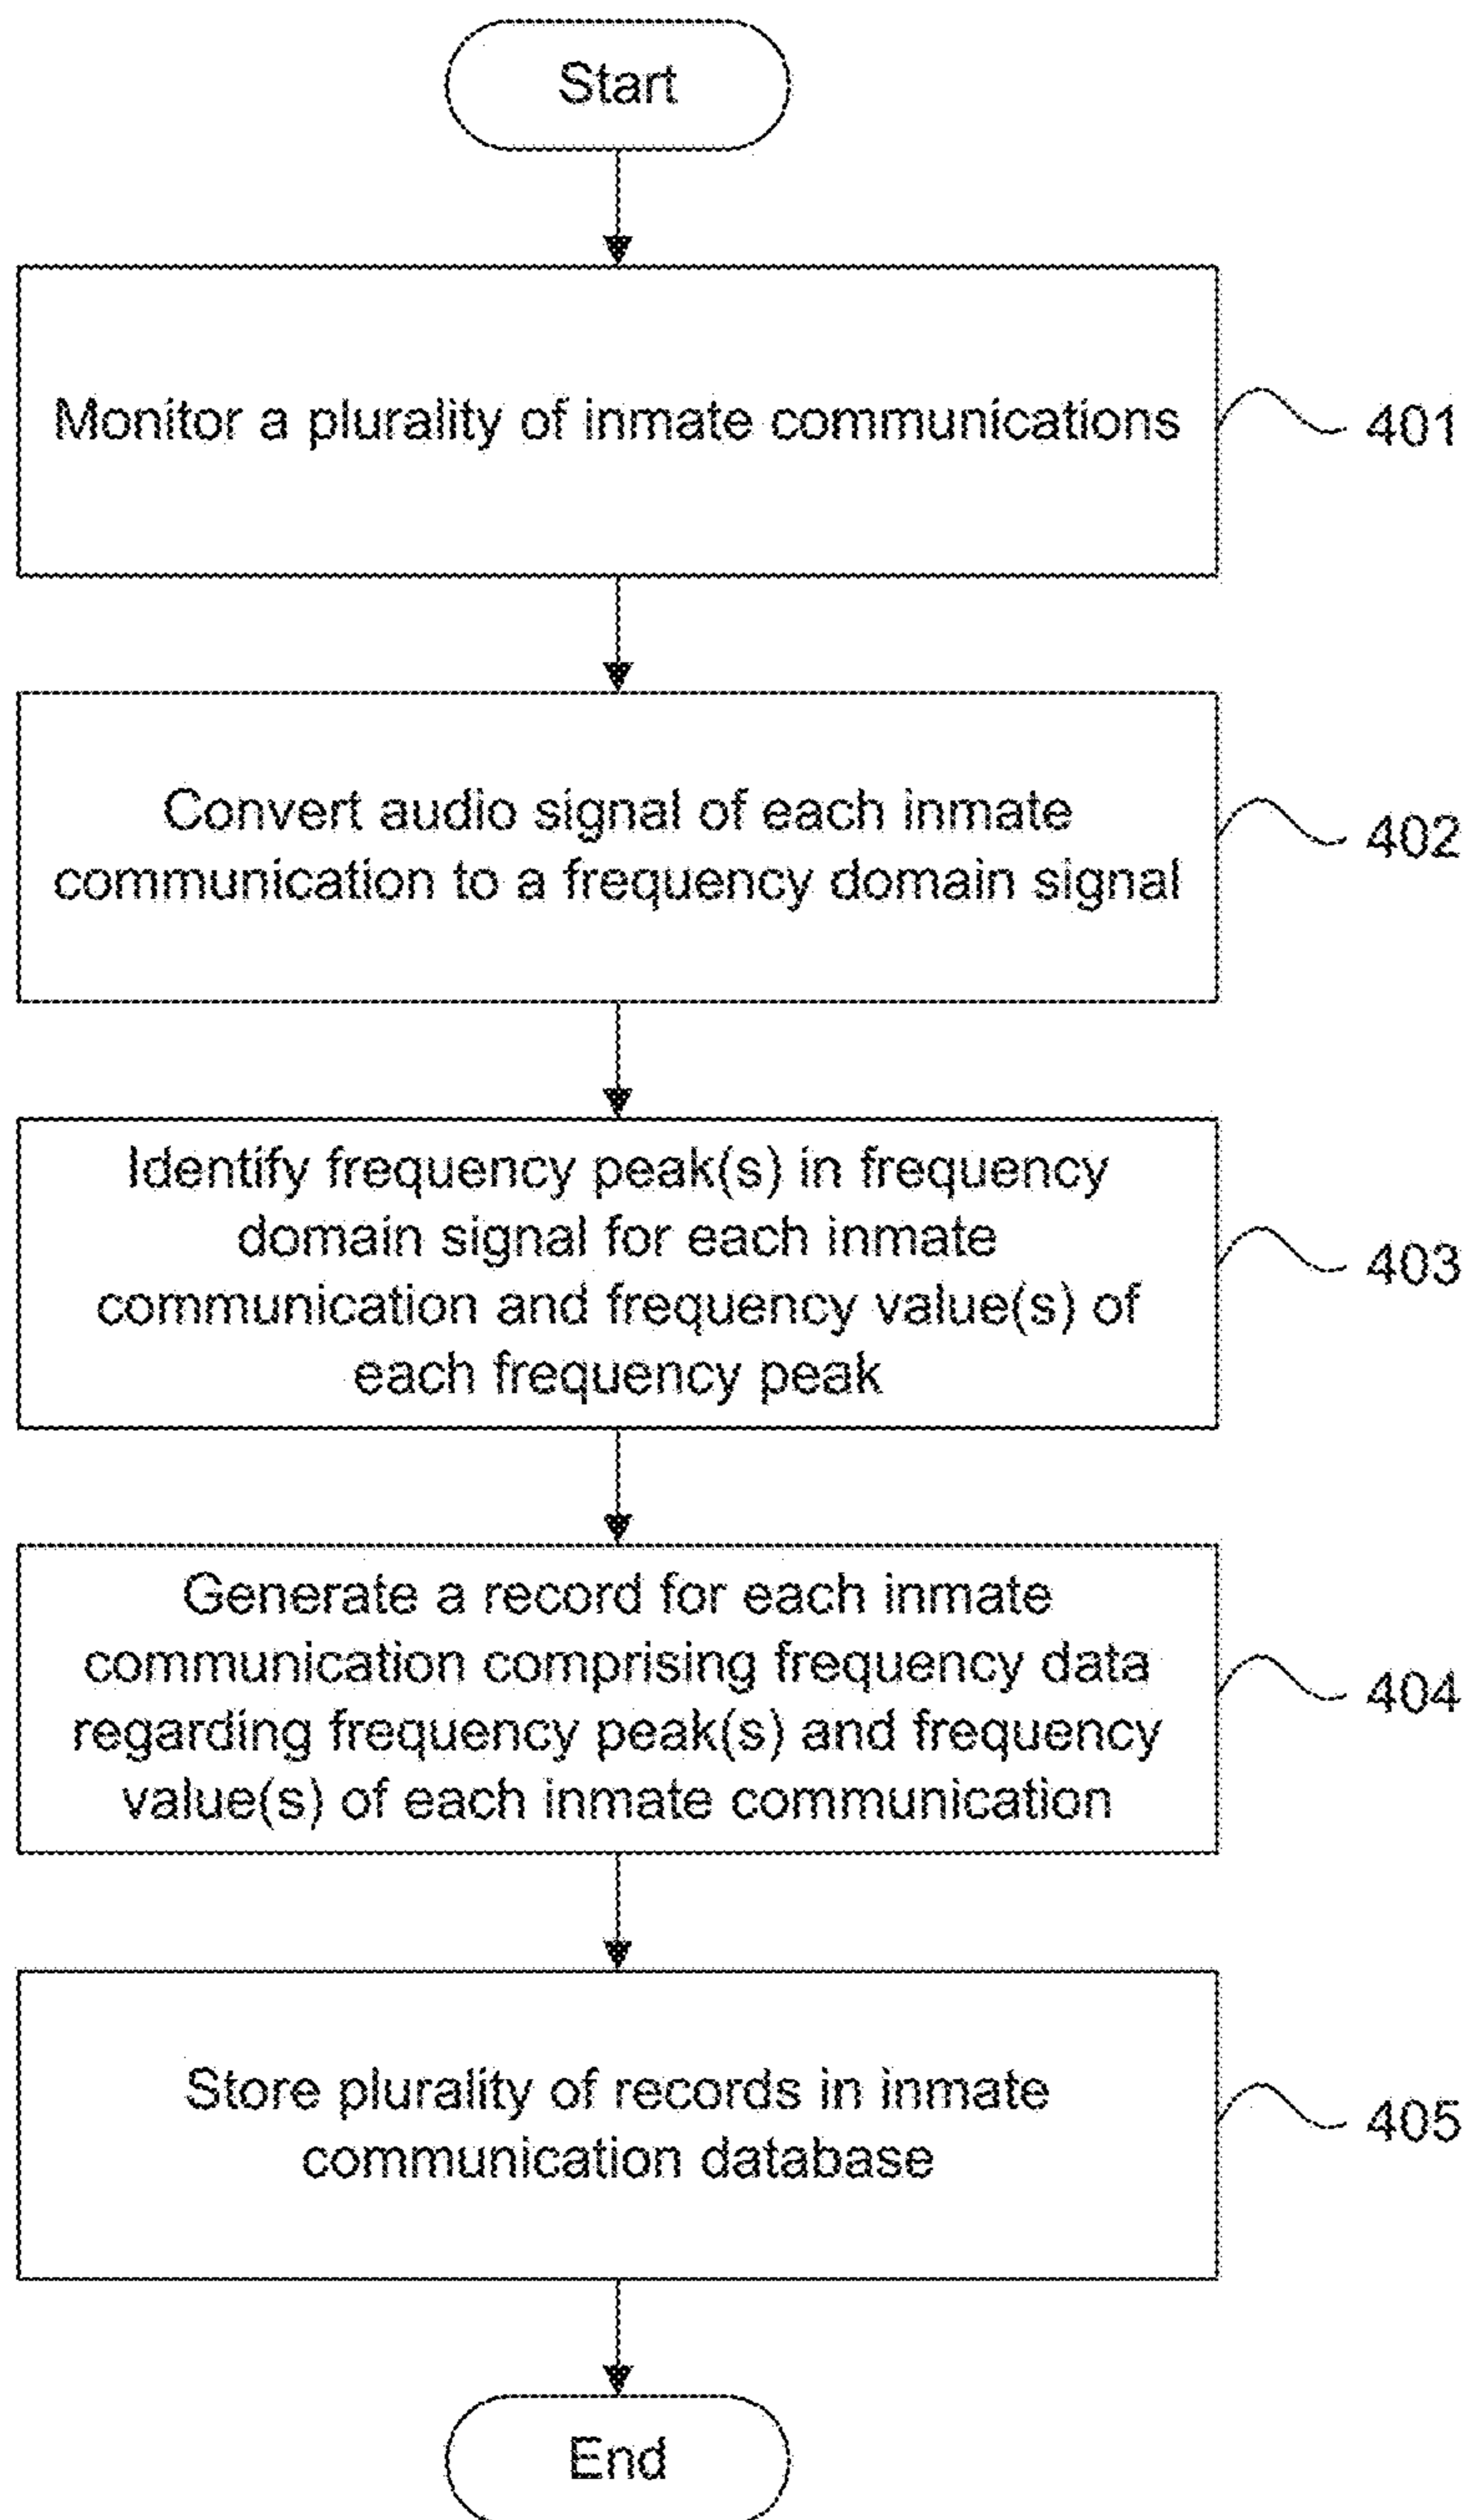 Start
Monitor a plurality of inmate communications
401
Convert audio signal of each inmate
communication to a frequency domain signal
402
Identify frequency peak(s) in frequency
domain signal for each inmate
communication and frequency value(s) of
each frequency peak
403
Generate a record for each inmate
communication comprising frequency data
regarding frequency peak(s) and frequency
value(s) of each inmate communication
404
Store plurality of records in inmate
communication database
405
End